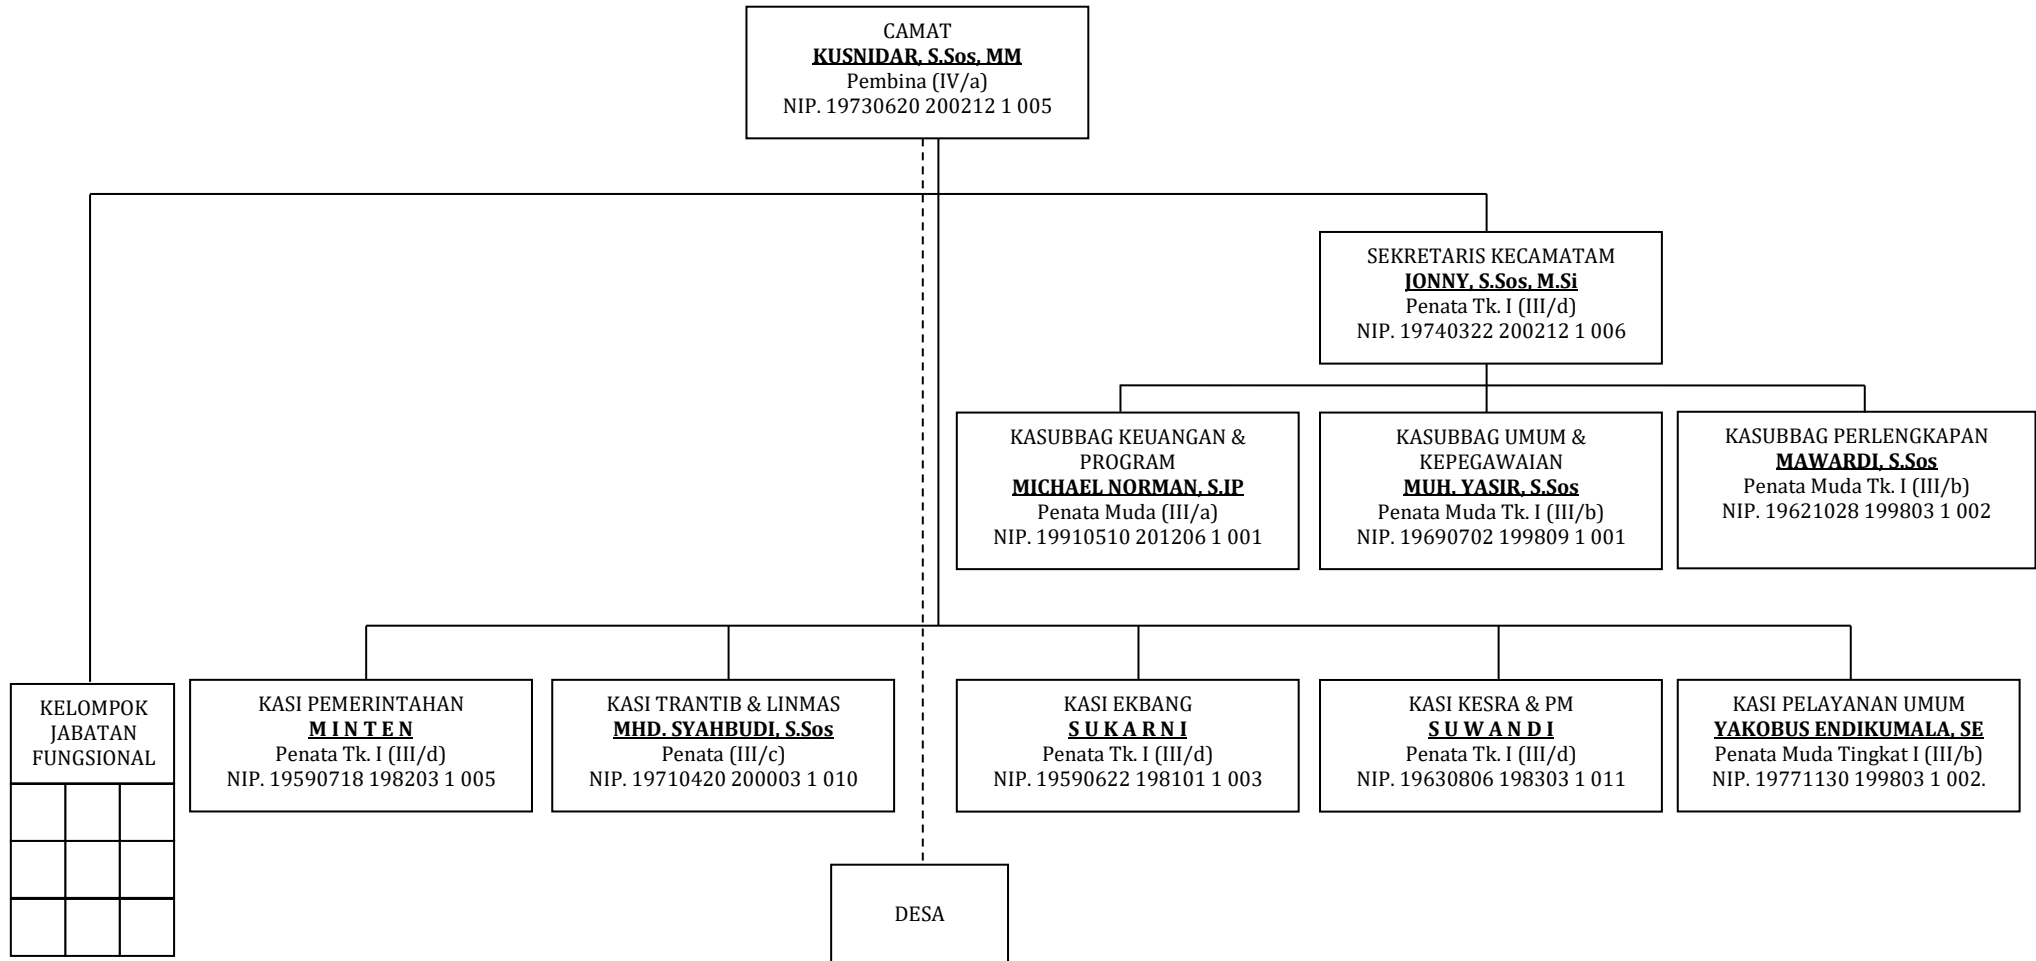 CAMAT
KUSNIDAR, S.Sos, MM
Pembina (IV/a)
NIP. 19730620 200212 1 005
SEKRETARIS KECAMATAM
JONNY, S.Sos, M.Si
Penata Tk. I (III/d)
NIP. 19740322 200212 1 006
KASUBBAG KEUANGAN &
PROGRAM
MICHAEL NORMAN, S.IP
Penata Muda (III/a)
NIP. 19910510 201206 1 001
KASUBBAG UMUM &
KEPEGAWAIAN
MUH. YASIR, S.Sos
Penata Muda Tk. I (III/b)
NIP. 19690702 199809 1 001
KASUBBAG PERLENGKAPAN
MAWARDI, S.Sos
Penata Muda Tk. I (III/b)
NIP. 19621028 199803 1 002
KELOMPOK
JABATAN
FUNGSIONAL
KASI PEMERINTAHAN
M I N T E N
Penata Tk. I (III/d)
NIP. 19590718 198203 1 005
KASI TRANTIB & LINMAS
MHD. SYAHBUDI, S.Sos
Penata (III/c)
NIP. 19710420 200003 1 010
KASI EKBANG
S U K A R N I
Penata Tk. I (III/d)
NIP. 19590622 198101 1 003
KASI KESRA & PM
S U W A N D I
Penata Tk. I (III/d)
NIP. 19630806 198303 1 011
KASI PELAYANAN UMUM
YAKOBUS ENDIKUMALA, SE
Penata Muda Tingkat I (III/b)
NIP. 19771130 199803 1 002.
DESA